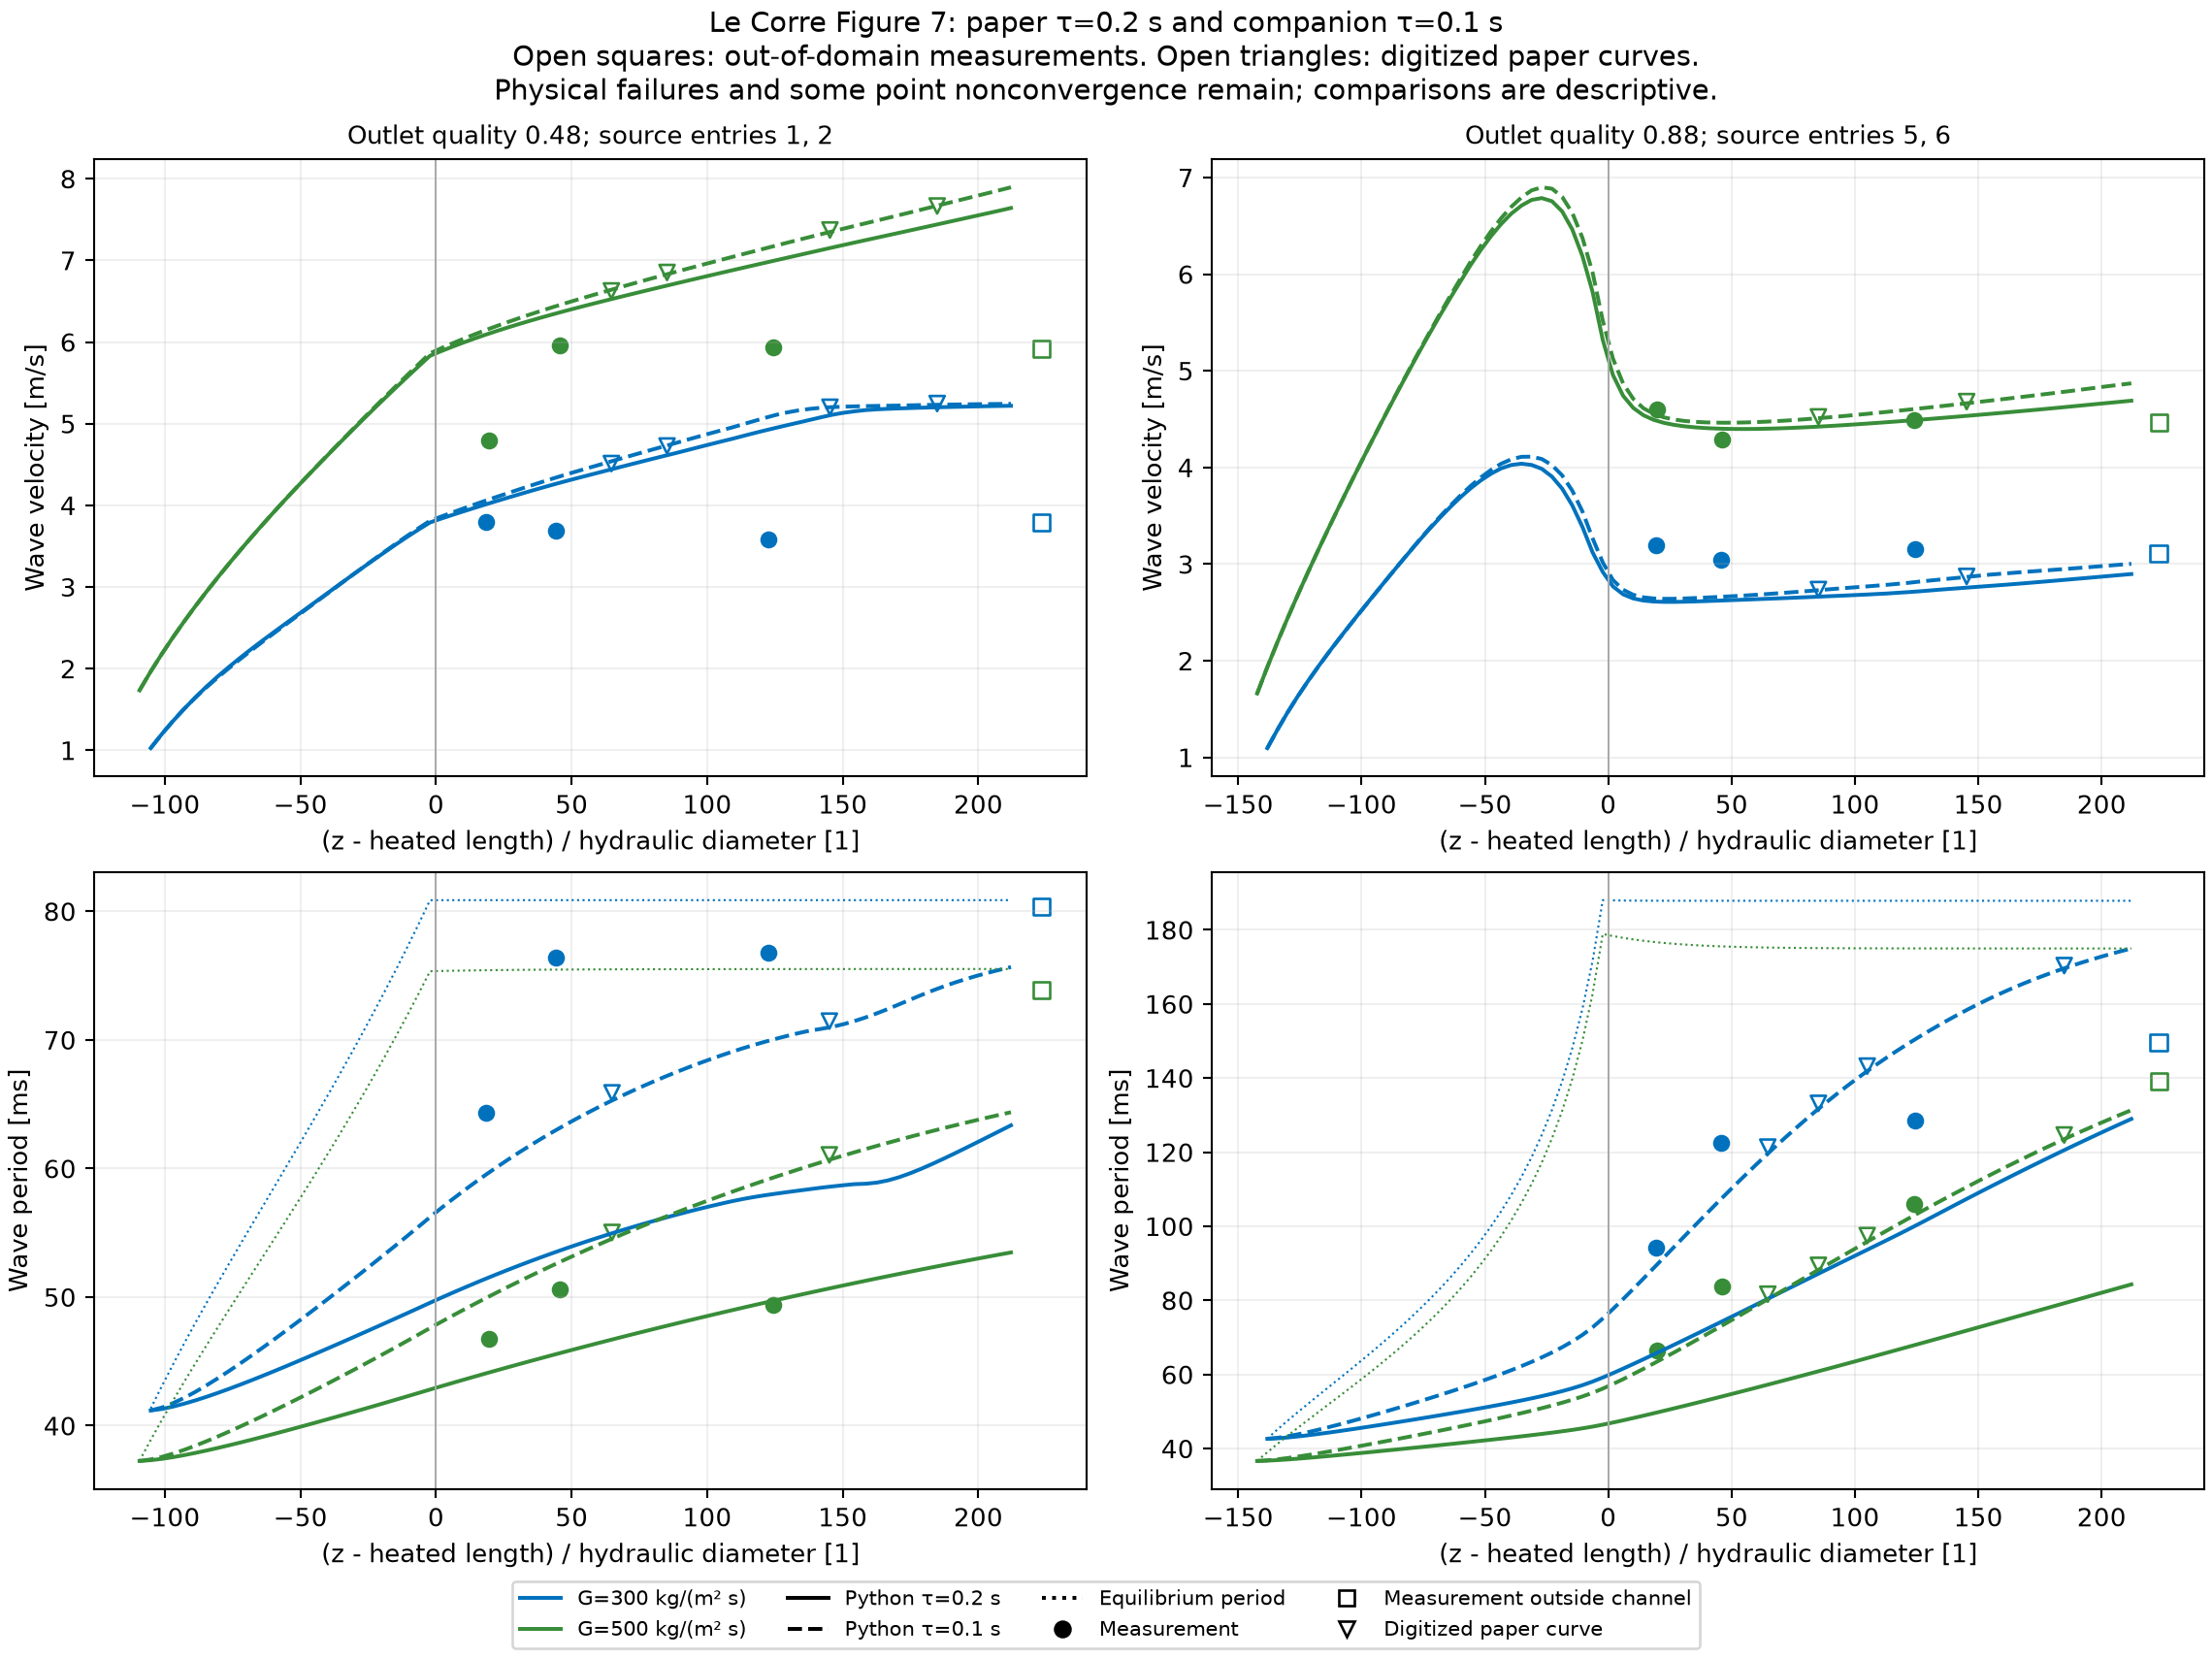 Le Corre Figure 7: paper τ=0.2 s and companion τ=0.1 s
Open squares: out-of-domain measurements. Open triangles: digitized paper curves.
Physical failures and some point nonconvergence remain; comparisons are descriptive.
Outlet quality 0.48; source entries 1, 2
8
7
6
5
4
3
2
1
Wave velocity [m/s]
−100 −50 0 50 100 150 200
(z - heated length) / hydraulic diameter [1]
Outlet quality 0.88; source entries 5, 6
7
6
5
4
3
2
1
Wave velocity [m/s]
−150 −100 −50 0 50 100 150 200
(z - heated length) / hydraulic diameter [1]
80
70
60
50
40
Wave period [ms]
−100 −50 0 50 100 150 200
(z - heated length) / hydraulic diameter [1]
180
160
140
120
100
80
60
40
Wave period [ms]
−150 −100 −50 0 50 100 150 200
(z - heated length) / hydraulic diameter [1]
G=300 kg/(m² s)
G=500 kg/(m² s)
Python τ=0.2 s
Python τ=0.1 s
Equilibrium period
Measurement
Measurement outside channel
Digitized paper curve